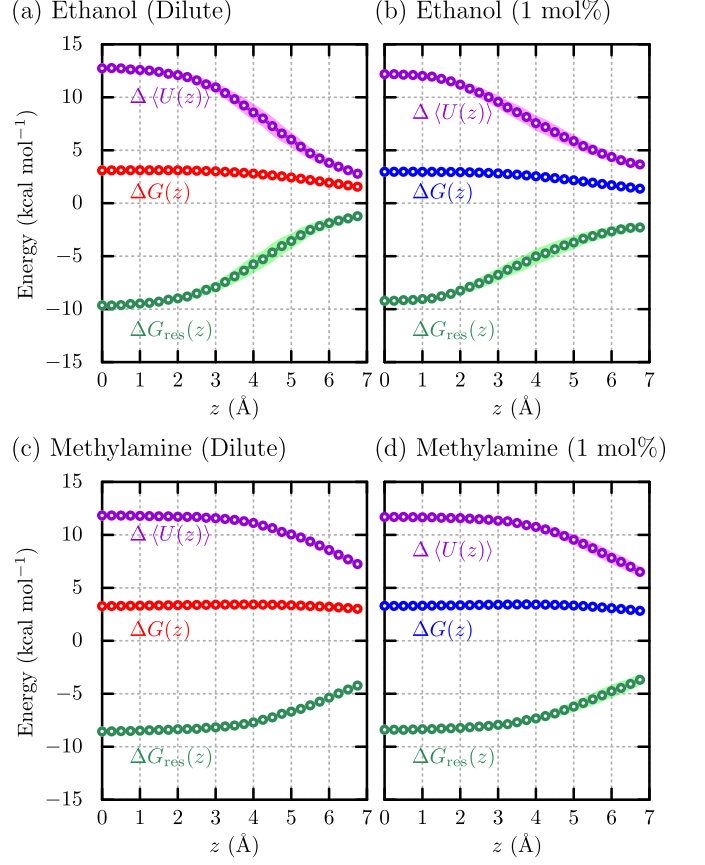 (a) Ethanol (Dilute)
(b) Ethanol (1 mol%)
Energy (kcal mol⁻¹)
15
10
5
0
−5
−10
−15
Δ⟨U(z)⟩
ΔG(z)
ΔG_res(z)
0 1 2 3 4 5 6 7
z (Å)
Δ⟨U(z)⟩
ΔG(z)
ΔG_res(z)
0 1 2 3 4 5 6 7
z (Å)
(c) Methylamine (Dilute)
(d) Methylamine (1 mol%)
Energy (kcal mol⁻¹)
15
10
5
0
−5
−10
−15
Δ⟨U(z)⟩
ΔG(z)
ΔG_res(z)
0 1 2 3 4 5 6 7
z (Å)
Δ⟨U(z)⟩
ΔG(z)
ΔG_res(z)
0 1 2 3 4 5 6 7
z (Å)